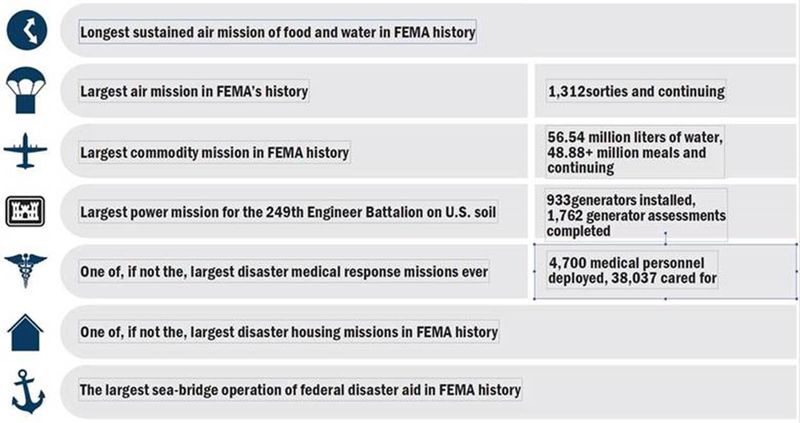 Longest sustained air mission of food and water in FEMA history
Largest air mission in FEMA's history
1,312sorties and continuing
Largest commodity mission in FEMA history
56.54 million liters of water,
48.88+ million meals and
continuing
Largest power mission for the 249th Engineer Battalion on U.S. soil
933generators installed,
1,762 generator assessments
completed
One of, if not the, largest disaster medical response missions ever
4,700 medical personnel
deployed, 38,037 cared for
One of, if not the, largest disaster housing missions in FEMA history
The largest sea-bridge operation of federal disaster aid in FEMA history